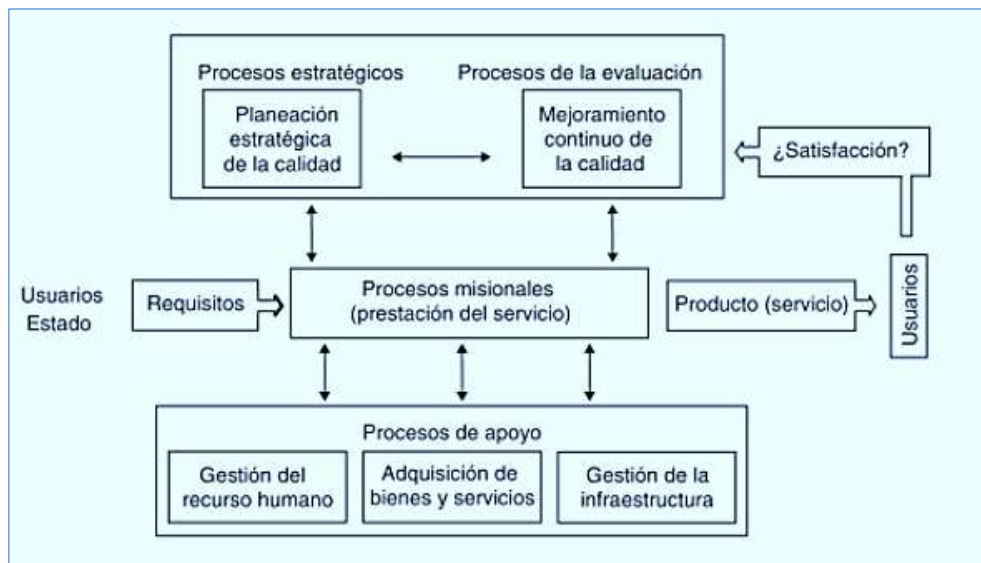 Procesos estratégicos
Procesos de la evaluación
Planeación
estratégica
de la calidad
Mejoramiento
continuo de
la calidad
¿Satisfacción?
Usuarios
Estado
Requisitos
Procesos misionales
(prestación del servicio)
Producto (servicio)
Usuarios
Procesos de apoyo
Gestión del
recurso humano
Adquisición de
bienes y servicios
Gestión de la
infraestructura